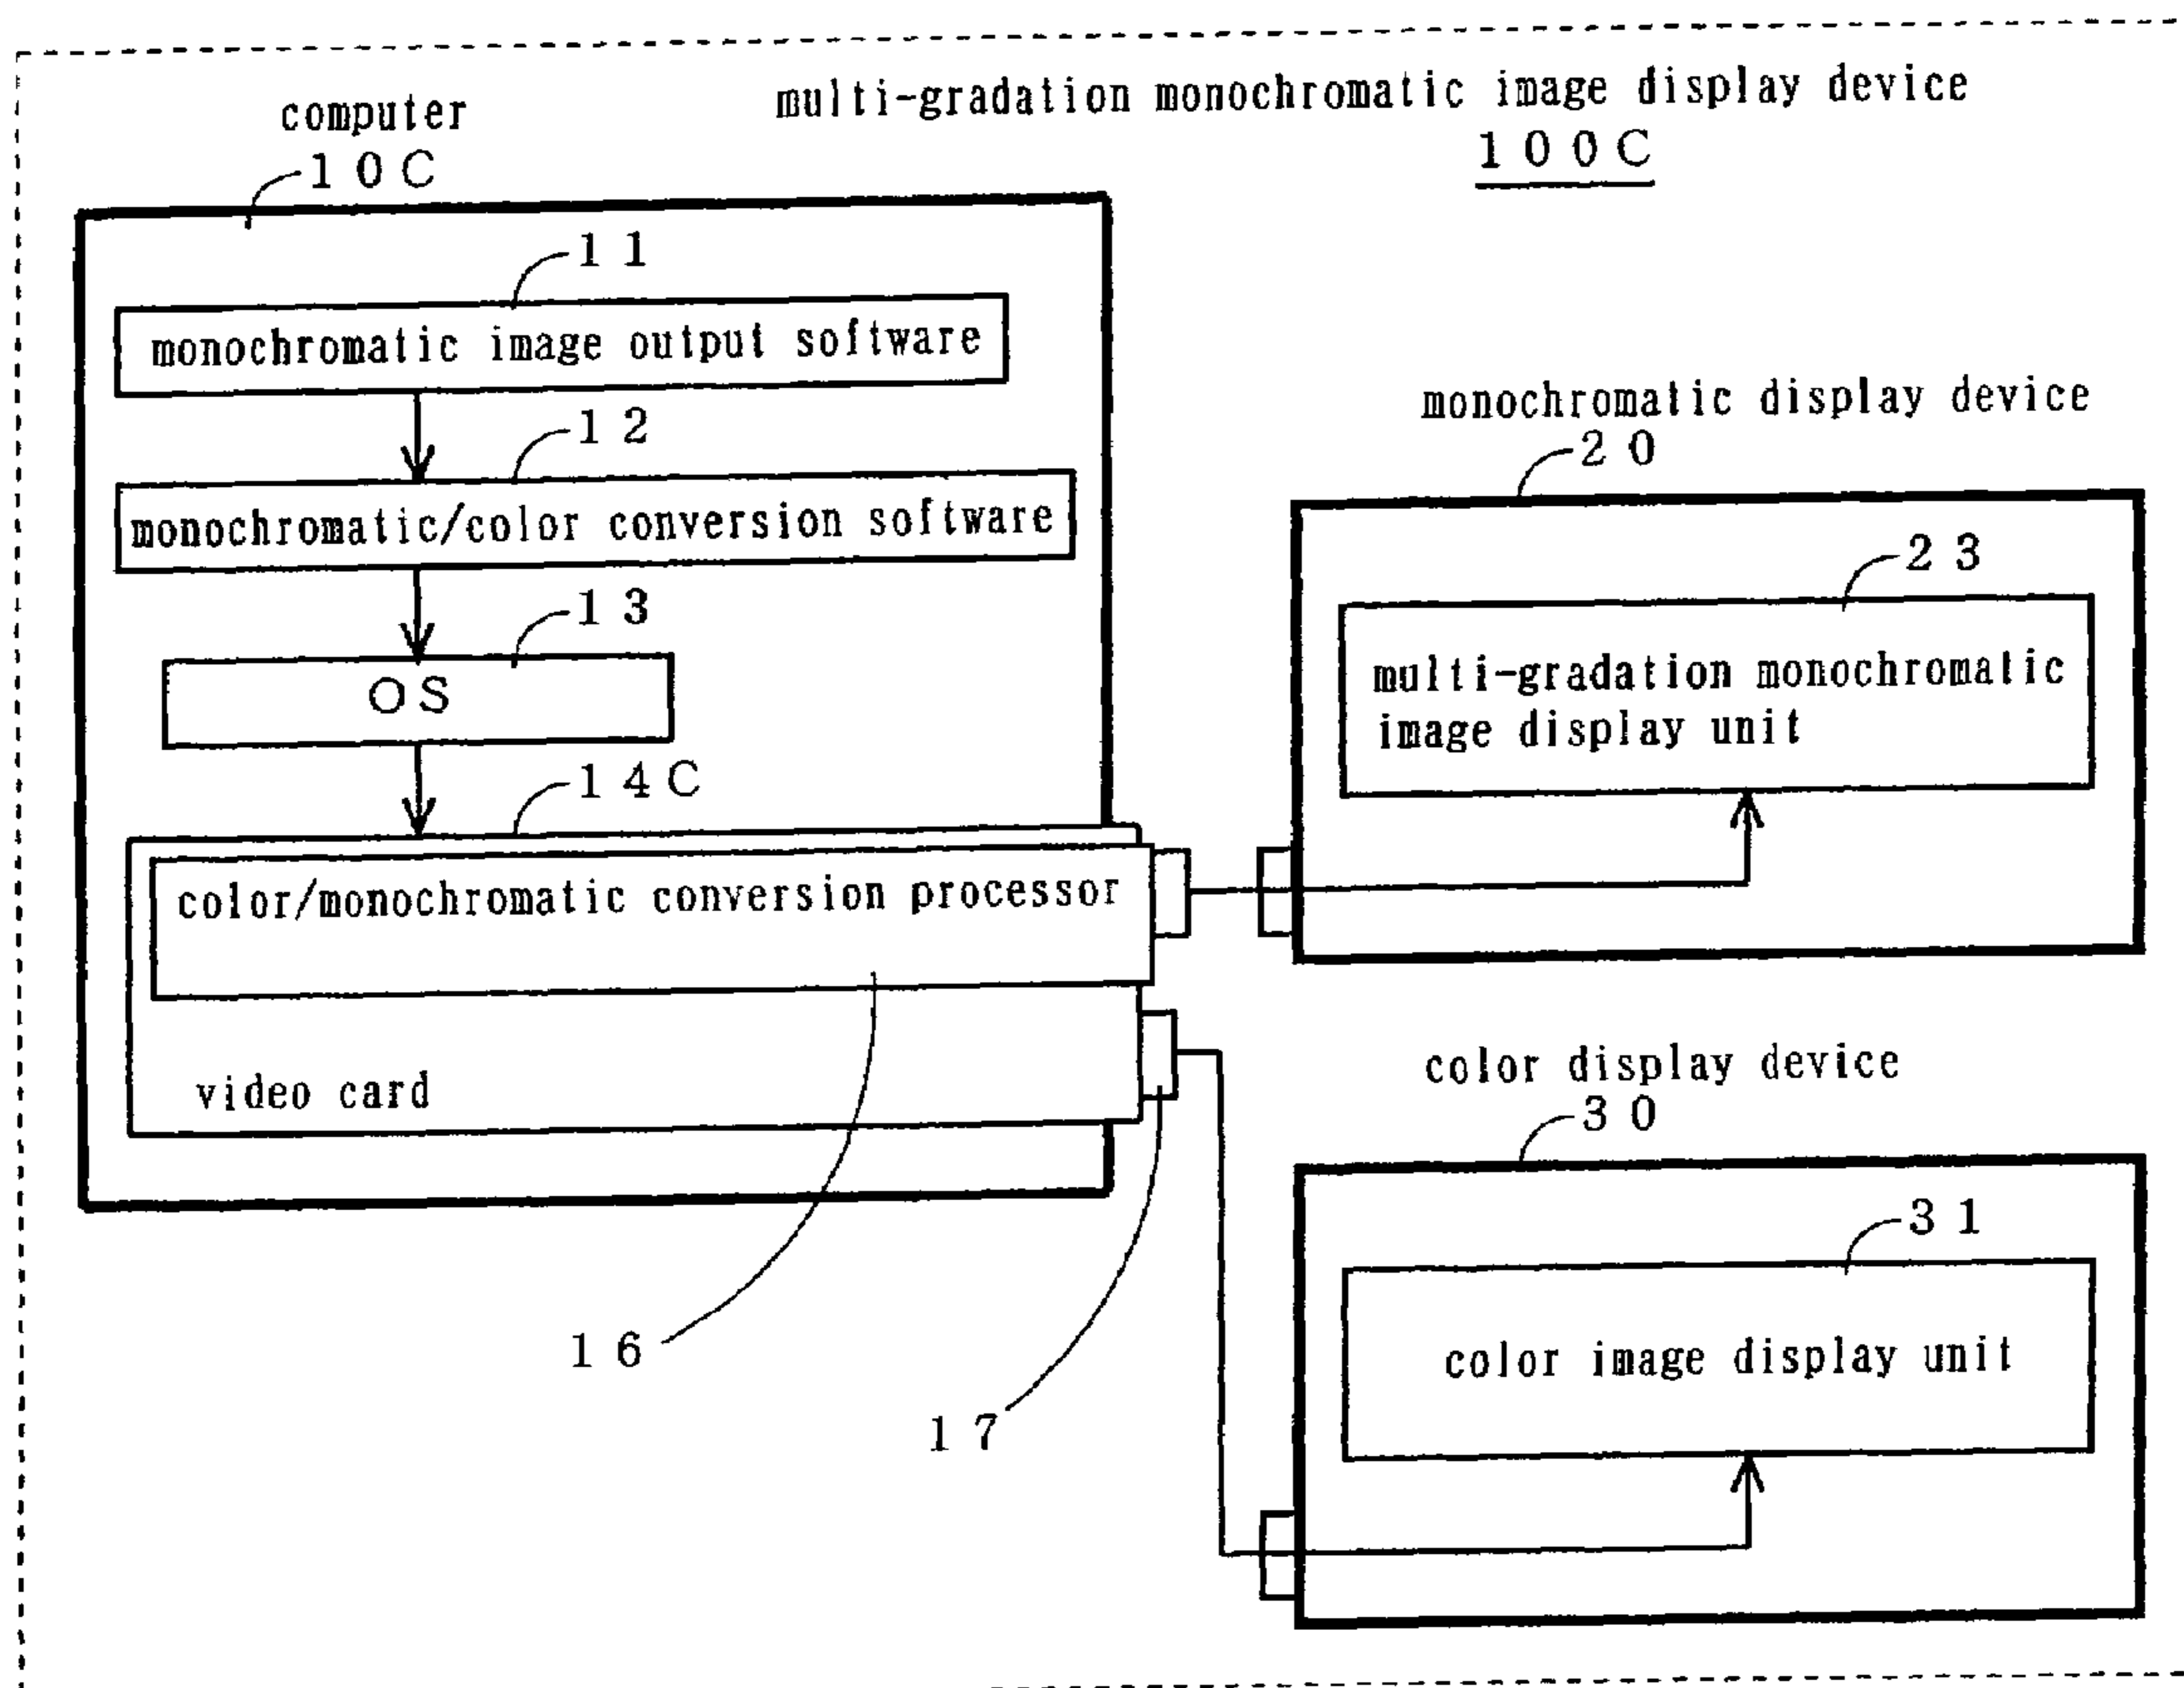 multi-gradation monochromatic image display device
100C
computer
10C
11
monochromatic image output software
12
monochromatic/color conversion software
13
OS
14C
color/monochromatic conversion processor
video card
16
17
monochromatic display device
20
23
multi-gradation monochromatic
image display unit
color display device
30
31
color image display unit